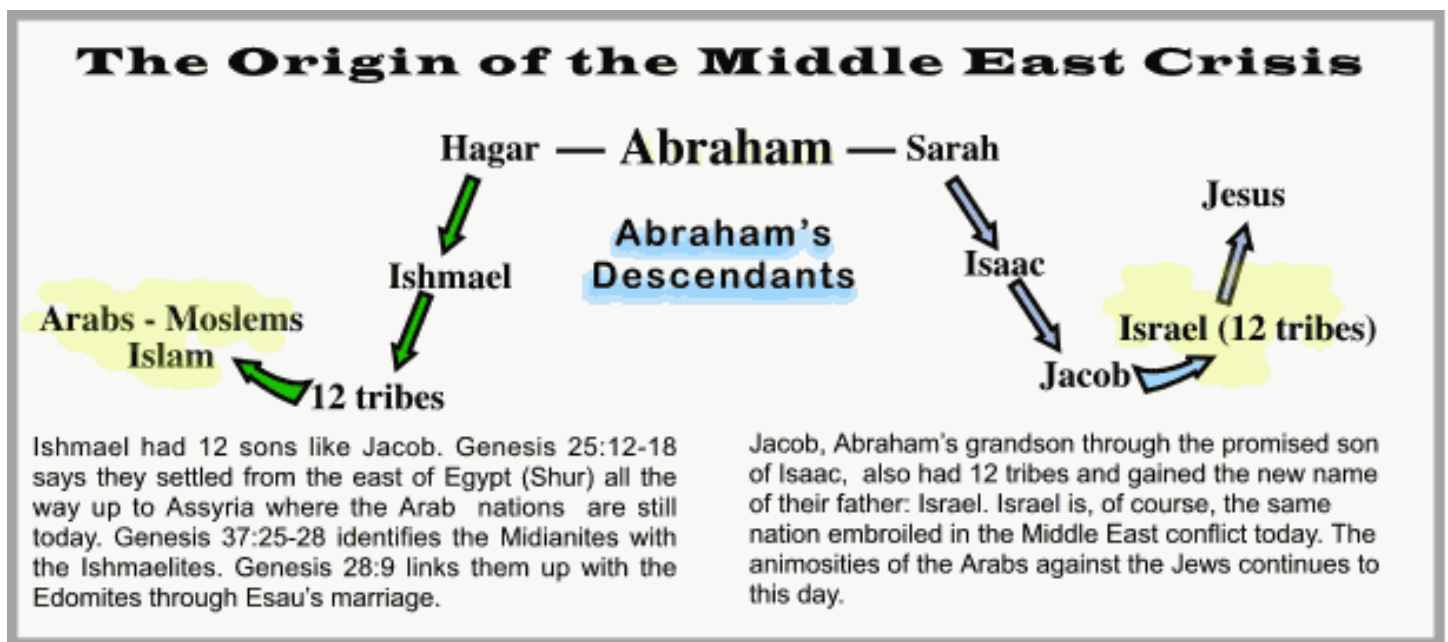 The Origin of the Middle East Crisis
Hagar — Abraham — Sarah
Jesus
Abraham's
Descendants
Ishmael
Isaac
Arabs - Moslems
Islam
12 tribes
Israel (12 tribes)
Jacob
Ishmael had 12 sons like Jacob. Genesis 25:12-18
says they settled from the east of Egypt (Shur) all the
way up to Assyria where the Arab nations are still
today. Genesis 37:25-28 identifies the Midianites with
the Ishmaelites. Genesis 28:9 links them up with the
Edomites through Esau's marriage.
Jacob, Abraham's grandson through the promised son
of Isaac, also had 12 tribes and gained the new name
of their father: Israel. Israel is, of course, the same
nation embroiled in the Middle East conflict today. The
animosities of the Arabs against the Jews continues to
this day.